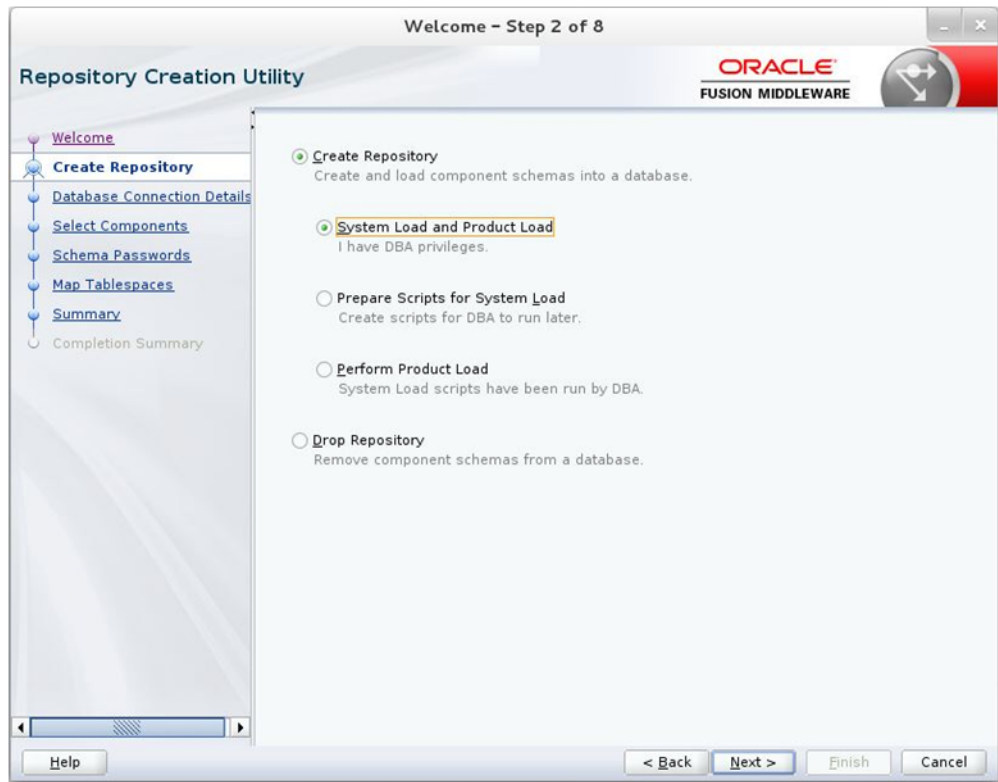 Welcome – Step 2 of 8
Repository Creation Utility
ORACLE
FUSION MIDDLEWARE
Welcome
Create Repository
Database Connection Details
Select Components
Schema Passwords
Map Tablespaces
Summary
Completion Summary
Create Repository
Create and load component schemas into a database.
System Load and Product Load
I have DBA privileges.
Prepare Scripts for System Load
Create scripts for DBA to run later.
Perform Product Load
System Load scripts have been run by DBA.
Drop Repository
Remove component schemas from a database.
Help
< Back
Next >
Finish
Cancel